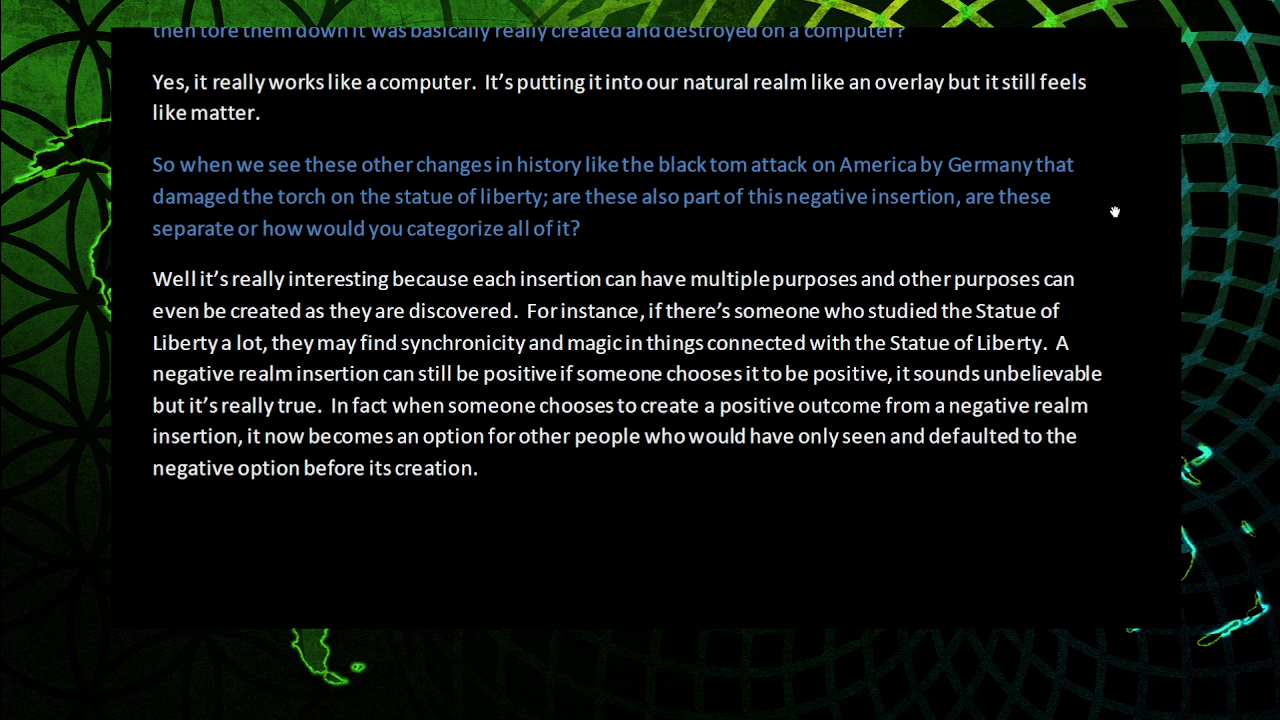 then tore them down it was basically really created and destroyed on a computer?
Yes, it really works like a computer.  It’s putting it into our natural realm like an overlay but it still feels
like matter.
So when we see these other changes in history like the black tom attack on America by Germany that
damaged the torch on the statue of liberty; are these also part of this negative insertion, are these
separate or how would you categorize all of it?
Well it’s really interesting because each insertion can have multiple purposes and other purposes can
even be created as they are discovered.  For instance, if there’s someone who studied the Statue of
Liberty a lot, they may find synchronicity and magic in things connected with the Statue of Liberty.  A
negative realm insertion can still be positive if someone chooses it to be positive, it sounds unbelievable
but it’s really true.  In fact when someone chooses to create a positive outcome from a negative realm
insertion, it now becomes an option for other people who would have only seen and defaulted to the
negative option before its creation.